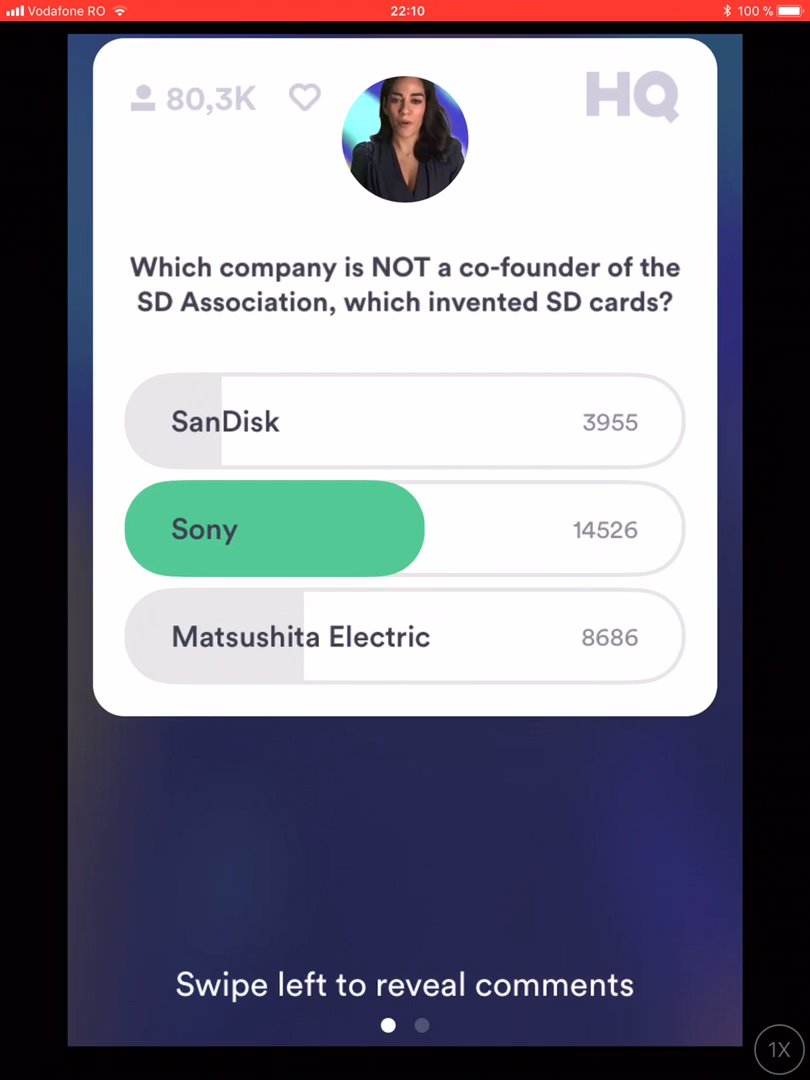 Vodafone RO 22:10 100 %
80,3K HQ
Which company is NOT a co-founder of the
SD Association, which invented SD cards?
SanDisk 3955
Sony 14526
Matsushita Electric 8686
Swipe left to reveal comments
1X